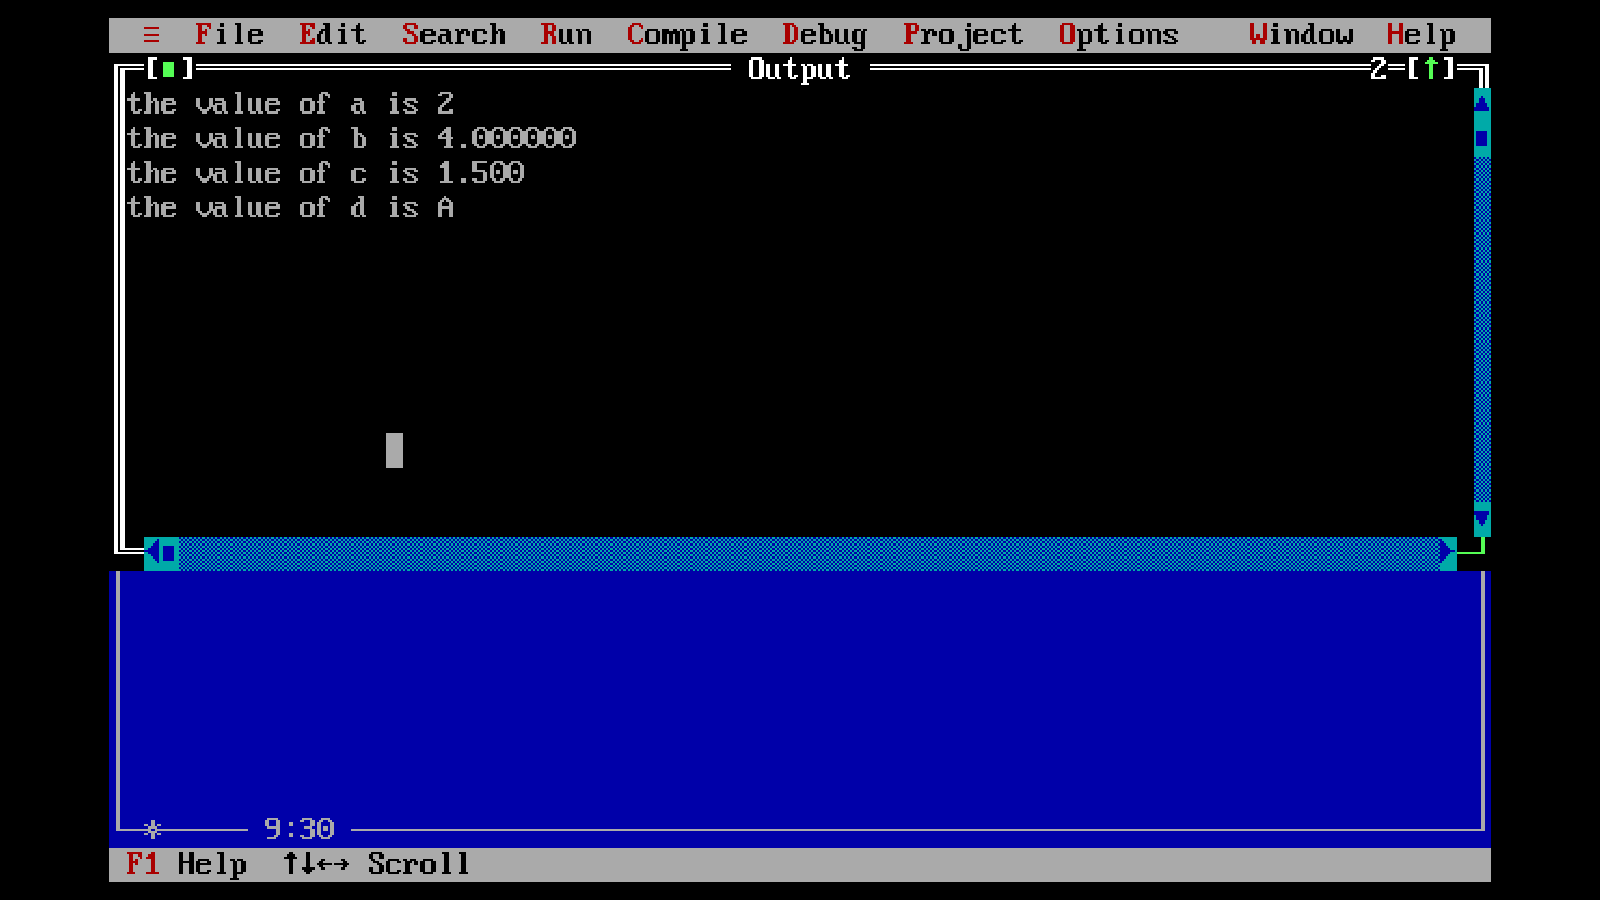 ≡ File Edit Search Run Compile Debug Project Options Window Help
[■] Output 2=[↑]
the value of a is 2
the value of b is 4.000000
the value of c is 1.500
the value of d is A
* 9:30
F1 Help ↑↓←→ Scroll